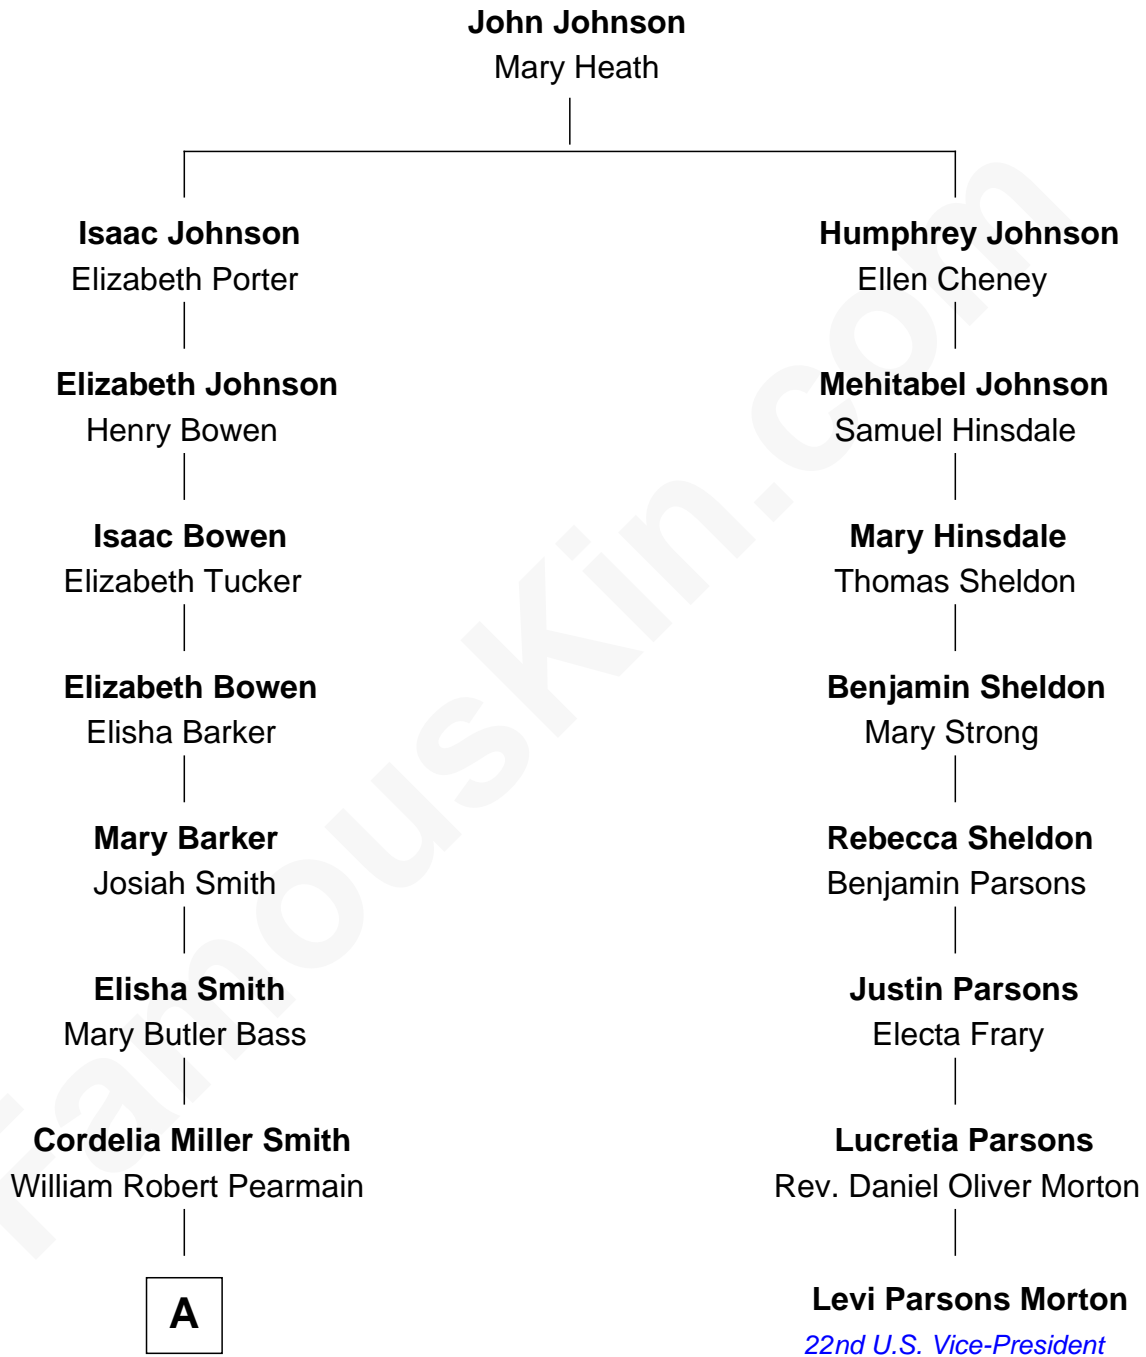 John Johnson
Mary Heath
Isaac Johnson
Elizabeth Porter
Elizabeth Johnson
Henry Bowen
Isaac Bowen
Elizabeth Tucker
Elizabeth Bowen
Elisha Barker
Mary Barker
Josiah Smith
Elisha Smith
Mary Butler Bass
Cordelia Miller Smith
William Robert Pearmain
A
Humphrey Johnson
Ellen Cheney
Mehitabel Johnson
Samuel Hinsdale
Mary Hinsdale
Thomas Sheldon
Benjamin Sheldon
Mary Strong
Rebecca Sheldon
Benjamin Parsons
Justin Parsons
Electa Frary
Lucretia Parsons
Rev. Daniel Oliver Morton
Levi Parsons Morton
22nd U.S. Vice-President
FamousKin.com